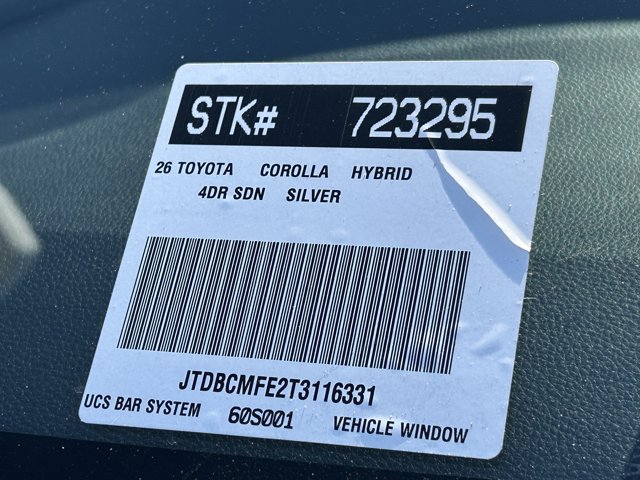 STK# 723295
26 TOYOTA COROLLA HYBRID
4DR SDN SILVER
JTDBCMFE2T3116331
UCS BAR SYSTEM 60S001 VEHICLE WINDOW